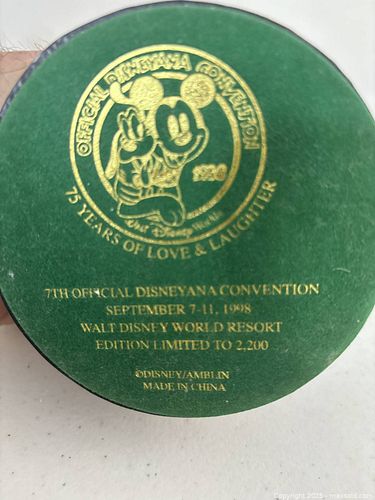 OFFICIAL DISNEYANA CONVENTION
1998
Walt Disney World
75 YEARS OF LOVE & LAUGHTER
7TH OFFICIAL DISNEYANA CONVENTION
SEPTEMBER 7-11, 1998
WALT DISNEY WORLD RESORT
EDITION LIMITED TO 2,200
©DISNEY/AMBLIN
MADE IN CHINA